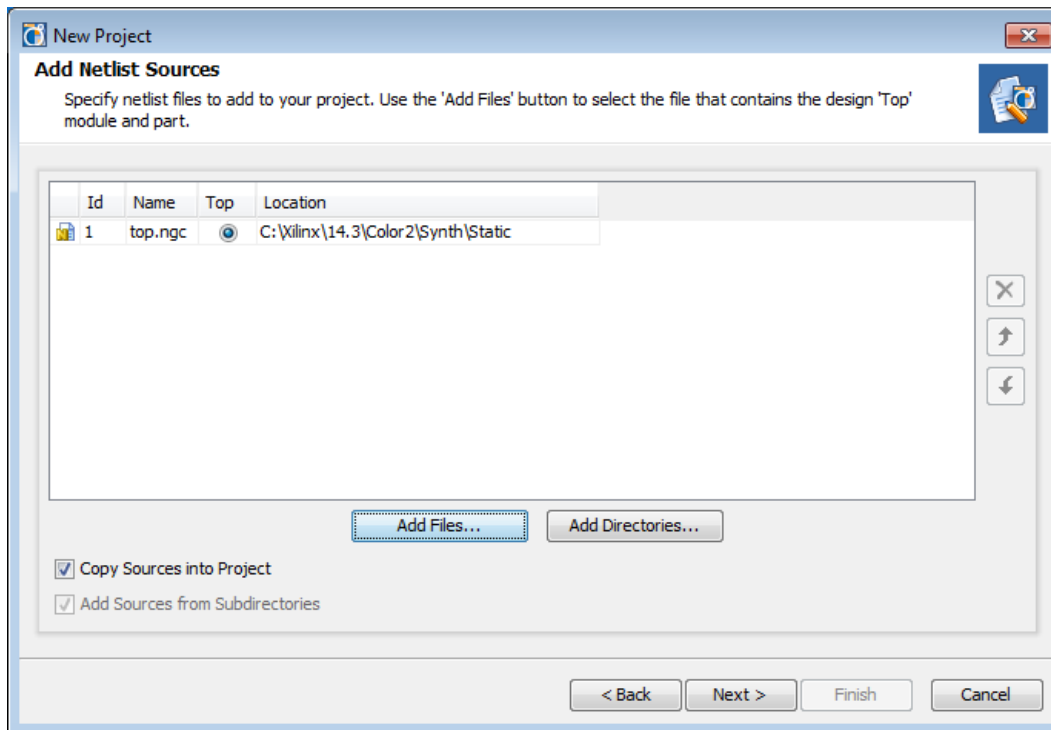 New Project
Add Netlist Sources
Specify netlist files to add to your project. Use the 'Add Files' button to select the file that contains the design 'Top'
module and part.
Id Name Top Location
1 top.ngc C:\Xilinx\14.3\Color2\Synth\Static
Add Files... Add Directories...
Copy Sources into Project
Add Sources from Subdirectories
< Back Next > Finish Cancel